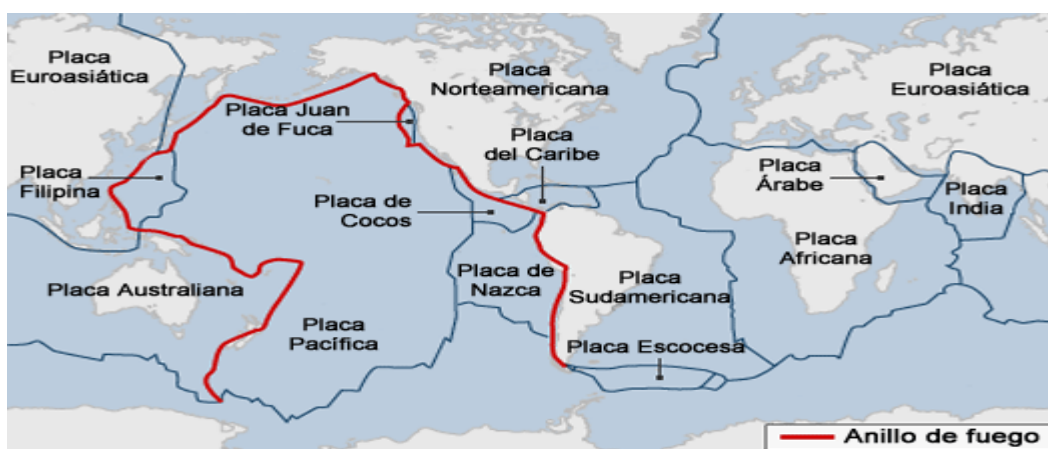 Placa
Euroasiática
Placa
Norteamericana
Placa
Euroasiática
Placa Juan
de Fuca
Placa
del Caribe
Placa
Filipina
Placa
Árabe
Placa
India
Placa de
Cocos
Placa
Africana
Placa Australiana
Placa de
Nazca
Placa
Sudamericana
Placa
Pacífica
Placa Escocesa
Anillo de fuego